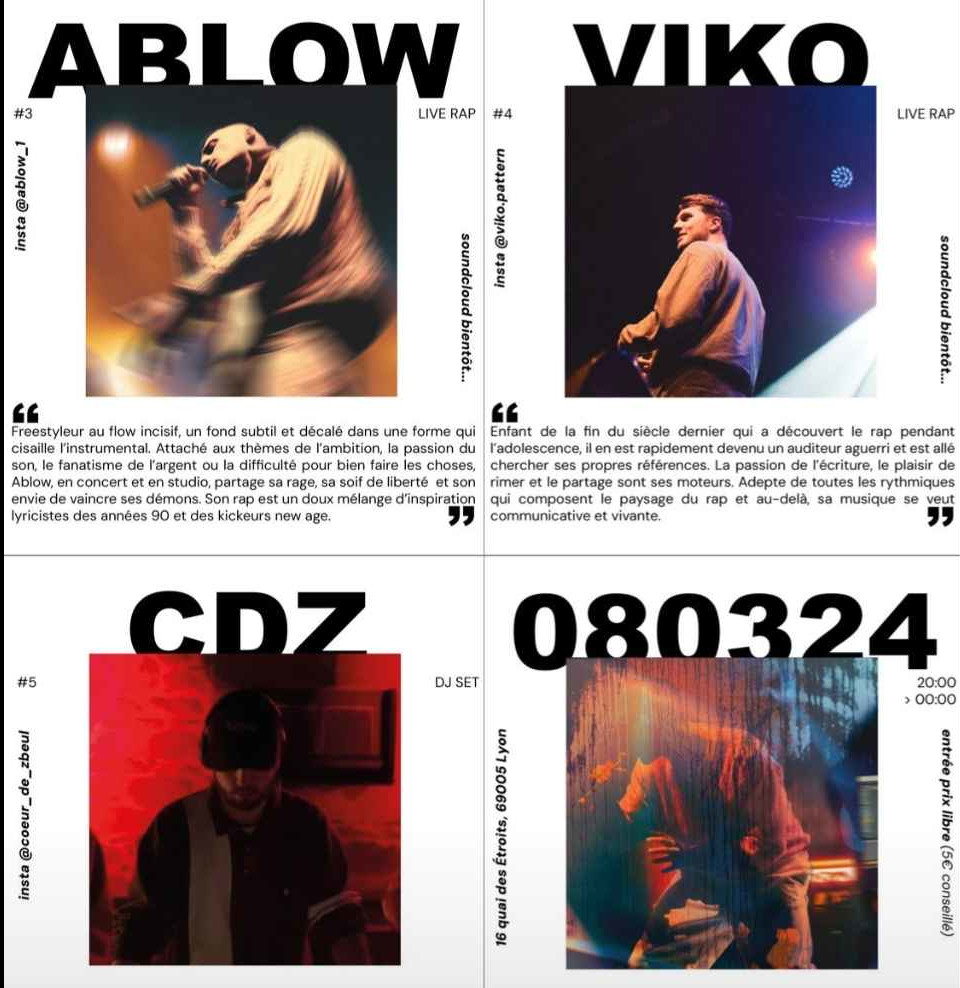 ABLOW
#3
LIVE RAP
insta @ablow_1
soundcloud bientôt...
“
Freestyleur au flow incisif, un fond subtil et décalé dans une forme qui
cisaille l'instrumental. Attaché aux thèmes de l'ambition, la passion du
son, le fanatisme de l'argent ou la difficulté pour bien faire les choses,
Ablow, en concert et en studio, partage sa rage, sa soif de liberté et son
envie de vaincre ses démons. Son rap est un doux mélange d'inspiration
lyricistes des années 90 et des kickeurs new age.
”
VIKO
#4
LIVE RAP
insta @viko.pattern
soundcloud bientôt...
“
Enfant de la fin du siècle dernier qui a découvert le rap pendant
l'adolescence, il en est rapidement devenu un auditeur aguerri et est allé
chercher ses propres références. La passion de l'écriture, le plaisir de
rimer et le partage sont ses moteurs. Adepte de toutes les rythmiques
qui composent le paysage du rap et au-delà, sa musique se veut
communicative et vivante.
”
CDZ
#5
DJ SET
insta @coeur_de_zbeul
080324
20:00
> 00:00
16 quai des Étroits, 69005 Lyon
entrée prix libre (5€ conseillé)